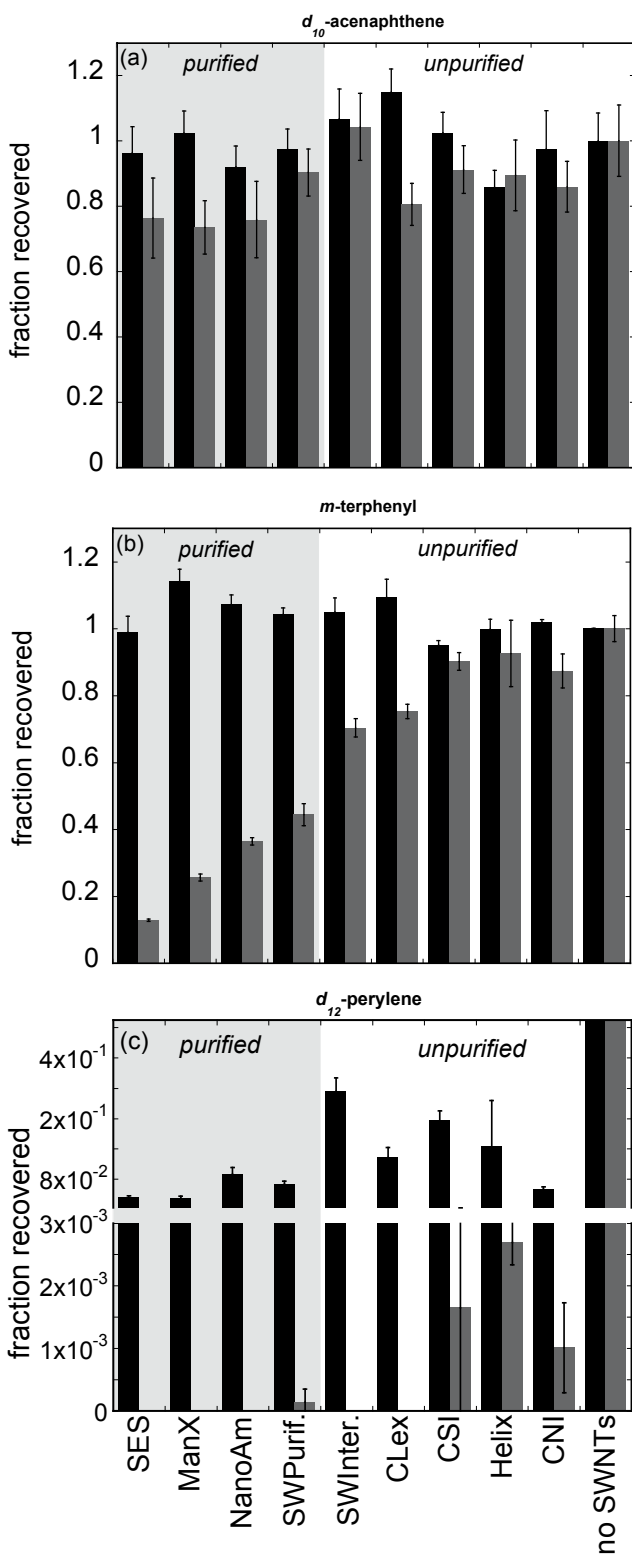 d10-acenaphthene
(a)
purified
unpurified
1.2
1
0.8
0.6
0.4
0.2
0
fraction recovered
m-terphenyl
(b)
purified
unpurified
1.2
1
0.8
0.6
0.4
0.2
0
fraction recovered
d12-perylene
(c)
purified
unpurified
4x10-1
2x10-1
8x10-2
3x10-3
2x10-3
1x10-3
0
fraction recovered
SES
ManX
NanoAm
SWPurif.
SWInter.
CLex
CSI
Helix
CNI
no SWNTs